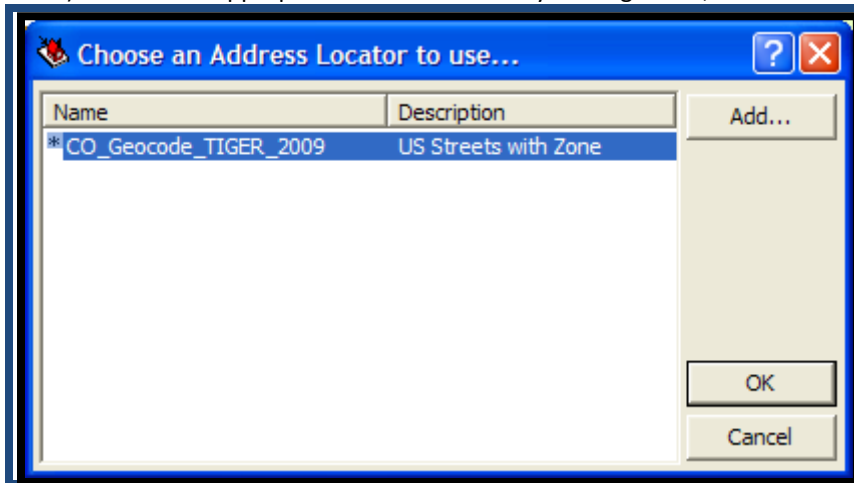 Choose an Address Locator to use...
Name Description Add...
* CO_Geocode_TIGER_2009 US Streets with Zone
OK
Cancel